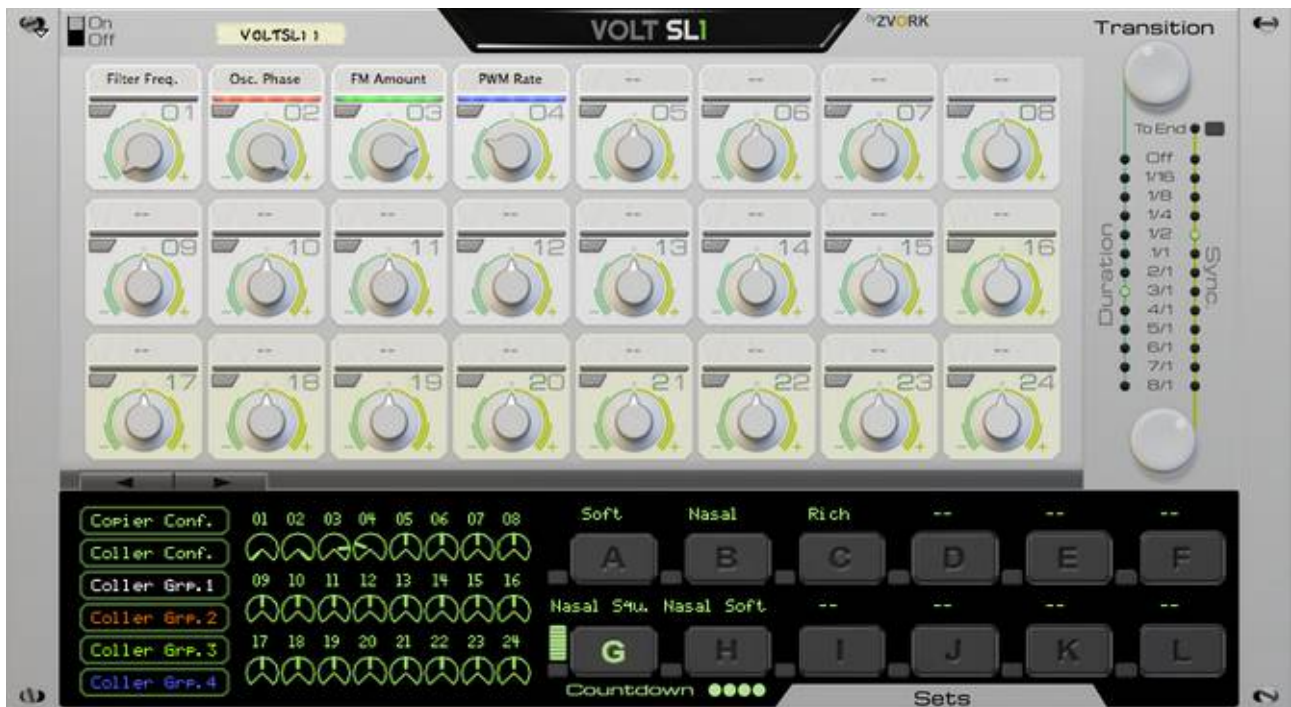 On
Off
VOLTSL1 1
VOLT SL1
by ZVORK
Transition
Filter Freq. Osc. Phase FM Amount PWM Rate -- -- -- --
01 02 03 04 05 06 07 08
- + - + - + - + - + - + - + - +
-- -- -- -- -- -- -- --
09 10 11 12 13 14 15 16
- + - + - + - + - + - + - + - +
-- -- -- -- -- -- -- --
17 18 19 20 21 22 23 24
- + - + - + - + - + - + - + - +
To End
Off
1/16
1/8
1/4
1/2
1/1
2/1
3/1
4/1
5/1
6/1
7/1
8/1
Duration
Sync.
Copier Conf.
Coller Conf.
Coller Grp.1
Coller Grp.2
Coller Grp.3
Coller Grp.4
01 02 03 04 05 06 07 08
09 10 11 12 13 14 15 16
17 18 19 20 21 22 23 24
Soft Nasal Rich -- -- --
A B C D E F
Nasal Squ. Nasal Soft -- -- -- --
G H I J K L
Countdown
Sets